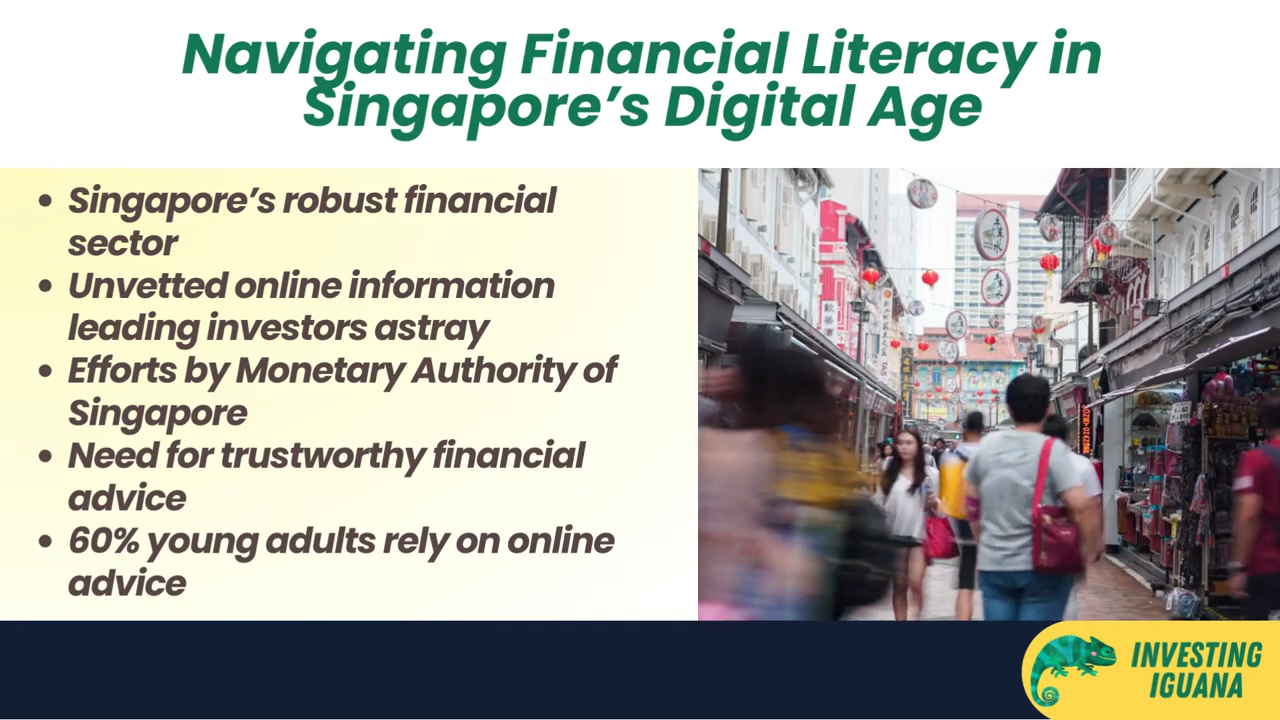 Navigating Financial Literacy in
Singapore’s Digital Age
• Singapore’s robust financial
sector
• Unvetted online information
leading investors astray
• Efforts by Monetary Authority of
Singapore
• Need for trustworthy financial
advice
• 60% young adults rely on online
advice
INVESTING
IGUANA